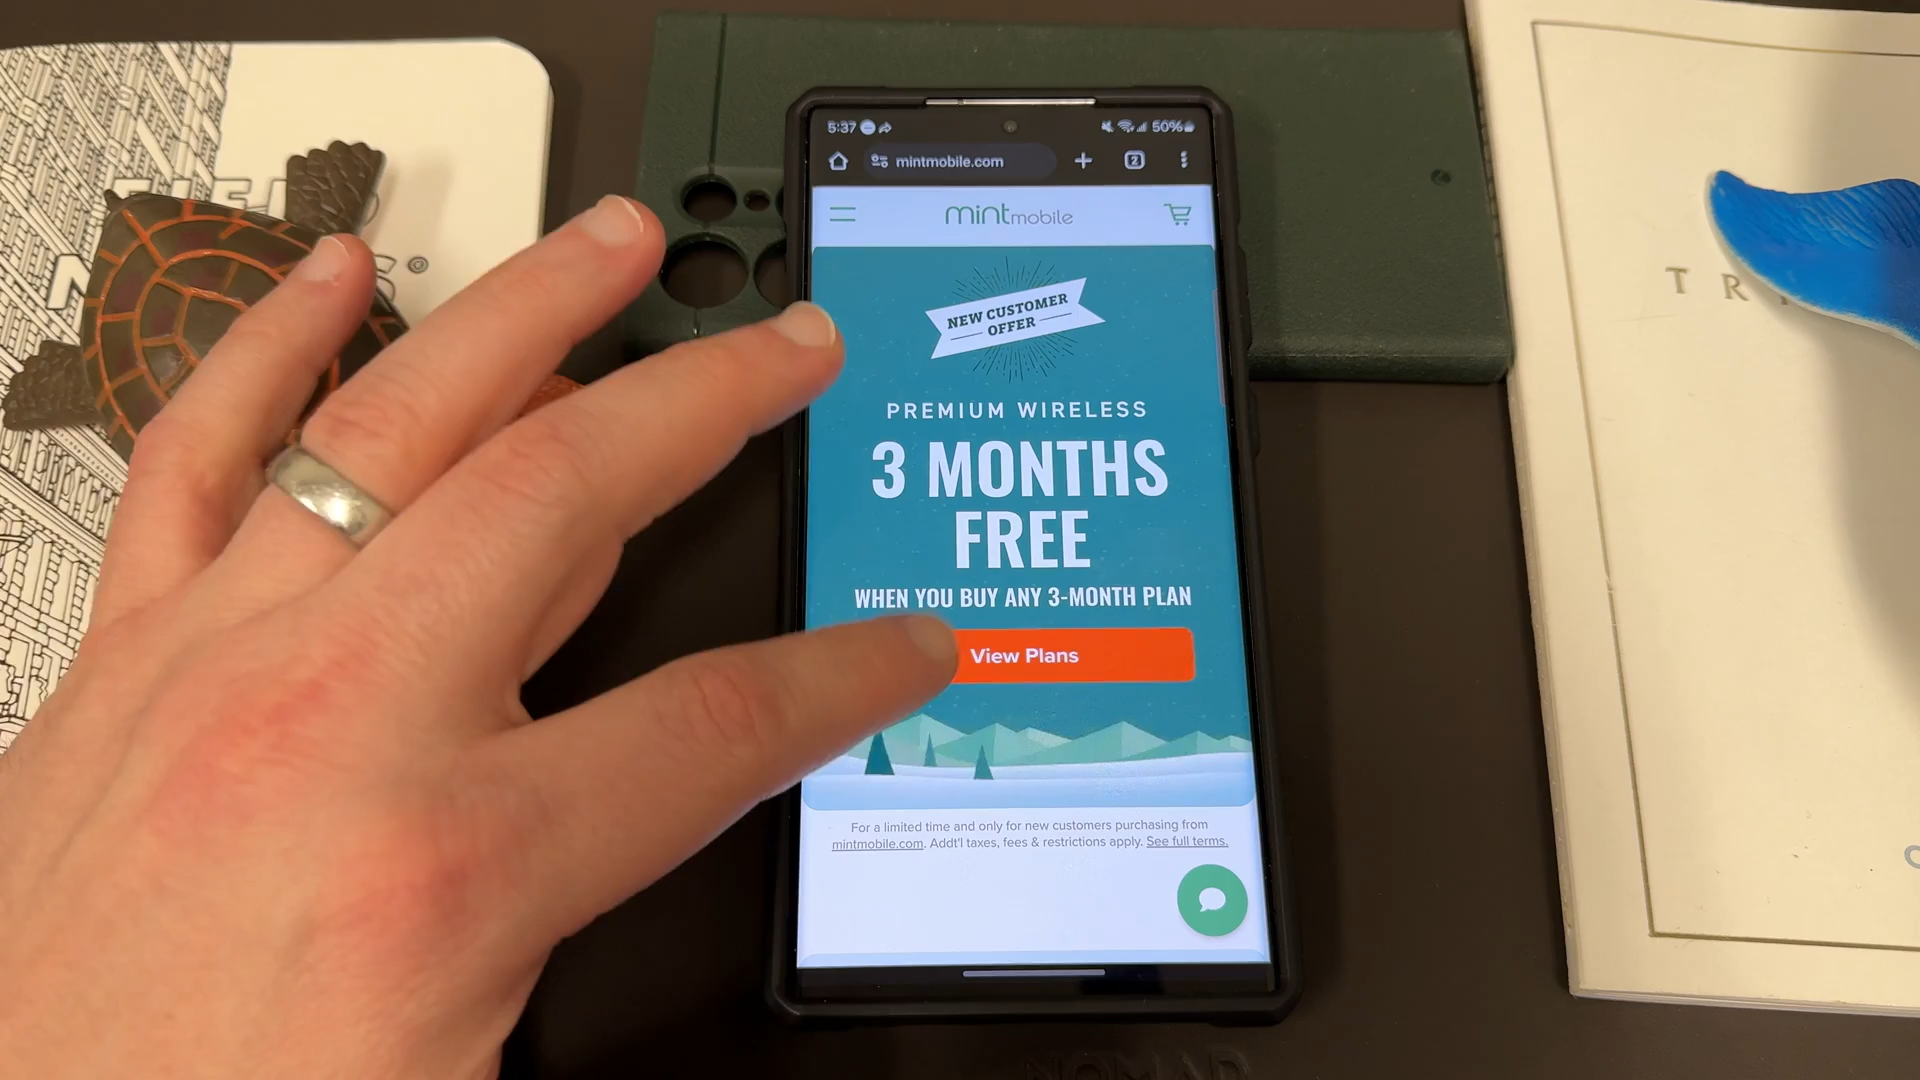 5:37
50%
mintmobile.com
2
mintmobile
NEW CUSTOMER
OFFER
PREMIUM WIRELESS
3 MONTHS
FREE
WHEN YOU BUY ANY 3-MONTH PLAN
View Plans
For a limited time and only for new customers purchasing from
mintmobile.com. Addt'l taxes, fees & restrictions apply. See full terms.
NOMAD